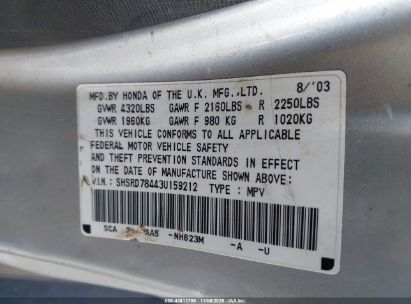 MFD.BY HONDA OF THE U.K. MFG.,LTD. 8/'03
GVWR 4320LBS GAWR F 2160LBS R 2250LBS
GVWR 1960KG GAWR F 980 KG R 1020KG
THIS VEHICLE CONFORMS TO ALL APPLICABLE
FEDERAL MOTOR VEHICLE SAFETY
AND THEFT PREVENTION STANDARDS IN EFFECT
ON THE DATE OF MANUFACTURE SHOWN ABOVE.
V.I.N.: SHSRD78443U159212 TYPE : MPV
SCA AA5 -NH623M -A -U